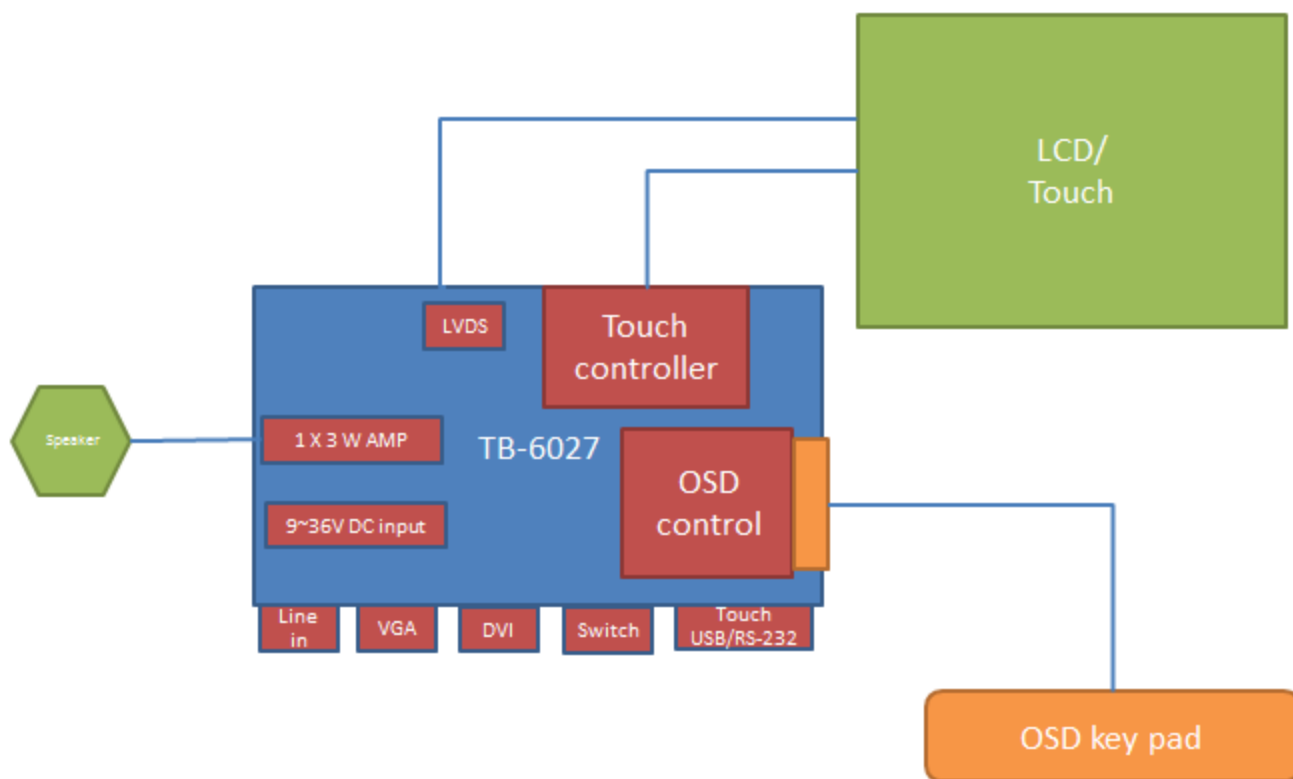 LCD/
Touch
LVDS
Touch
controller
Speaker
1 X 3 W AMP
TB-6027
OSD
control
9~36V DC input
Line
in
VGA
DVI
Switch
Touch
USB/RS-232
OSD key pad